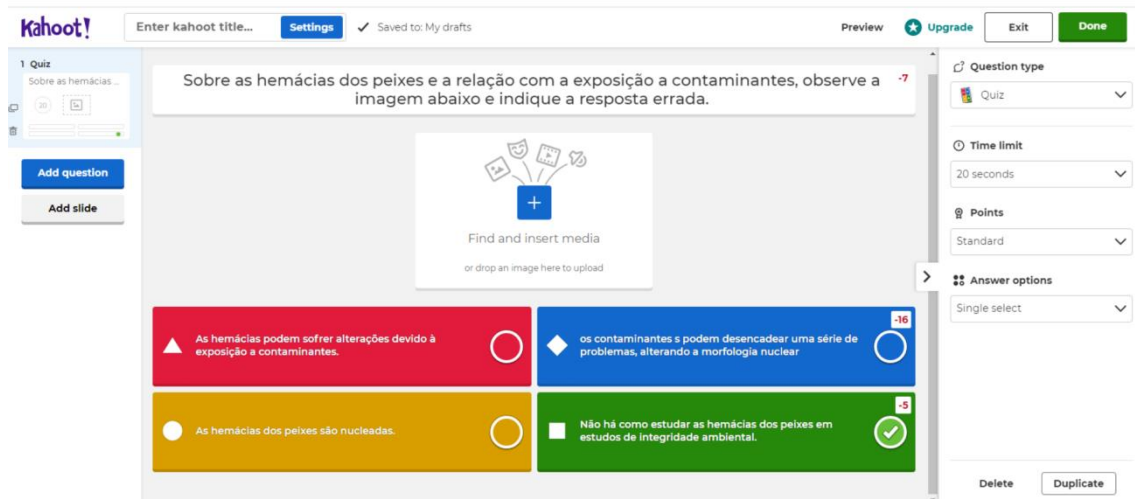 Kahoot!
Enter kahoot title...
Settings
Saved to: My drafts
Preview
Upgrade
Exit
Done
1 Quiz
Sobre as hemácias ...
20
Add question
Add slide
Sobre as hemácias dos peixes e a relação com a exposição a contaminantes, observe a
imagem abaixo e indique a resposta errada.
-7
Find and insert media
or drop an image here to upload
As hemácias podem sofrer alterações devido à
exposição a contaminantes.
-16
os contaminantes s podem desencadear uma série de
problemas, alterando a morfologia nuclear
As hemácias dos peixes são nucleadas.
-5
Não há como estudar as hemácias dos peixes em
estudos de integridade ambiental.
Question type
Quiz
Time limit
20 seconds
Points
Standard
Answer options
Single select
Delete
Duplicate